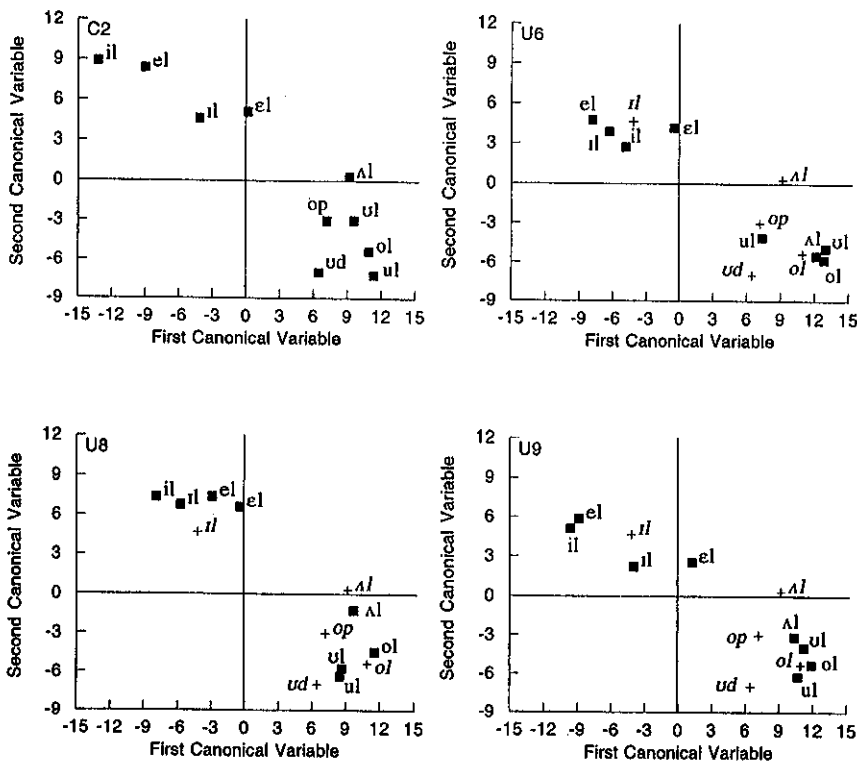 C2
Second Canonical Variable
12
9
6
3
0
-3
-6
-9
il
el
ɪl
ɛl
ʌl
op
ʊl
ol
ʊd
ul
-15 -12 -9 -6 -3 0 3 6 9 12 15
First Canonical Variable
U6
Second Canonical Variable
12
9
6
3
0
-3
-6
-9
el
ɪl
ɪl
il
ɛl
ʌl
op
ul
ʌl
ʊl
ol
ʊd
ol
-15 -12 -9 -6 -3 0 3 6 9 12 15
First Canonical Variable
U8
Second Canonical Variable
12
9
6
3
0
-3
-6
-9
il
ɪl
el
ɛl
ɪl
ʌl
ʌl
op
ol
ʊl
ol
ʊd
ul
-15 -12 -9 -6 -3 0 3 6 9 12 15
First Canonical Variable
U9
Second Canonical Variable
12
9
6
3
0
-3
-6
-9
el
il
ɪl
ɪl
ɛl
ʌl
ʌl
op
ʊl
ol
ol
ʊd
ul
-15 -12 -9 -6 -3 0 3 6 9 12 15
First Canonical Variable